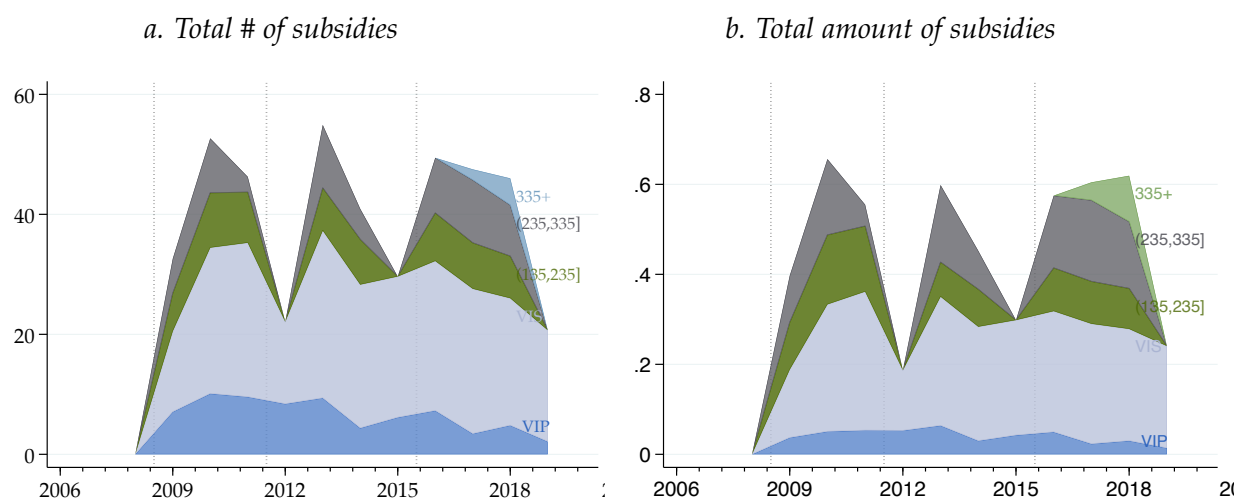 a. Total # of subsidies
60
40
20
0
335+
(235,335]
(135,235]
VIS
VIP
2006 2009 2012 2015 2018
b. Total amount of subsidies
.8
.6
.4
.2
0
335+
(235,335]
(135,235]
VIS
VIP
2006 2009 2012 2015 2018